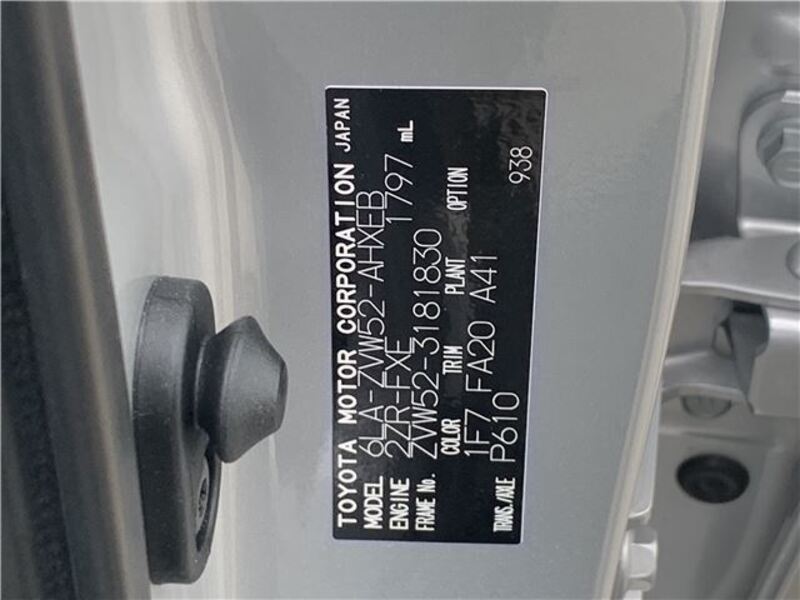 TOYOTA MOTOR CORPORATION JAPAN
MODEL 6LA-ZVW52-AHXEB
ENGINE 2ZR-FXE 1797 mL
FRAME No. ZVW52-3181830
COLOR TRIM PLANT OPTION
1F7 FA20 A41
TRANS./AXLE P610 938